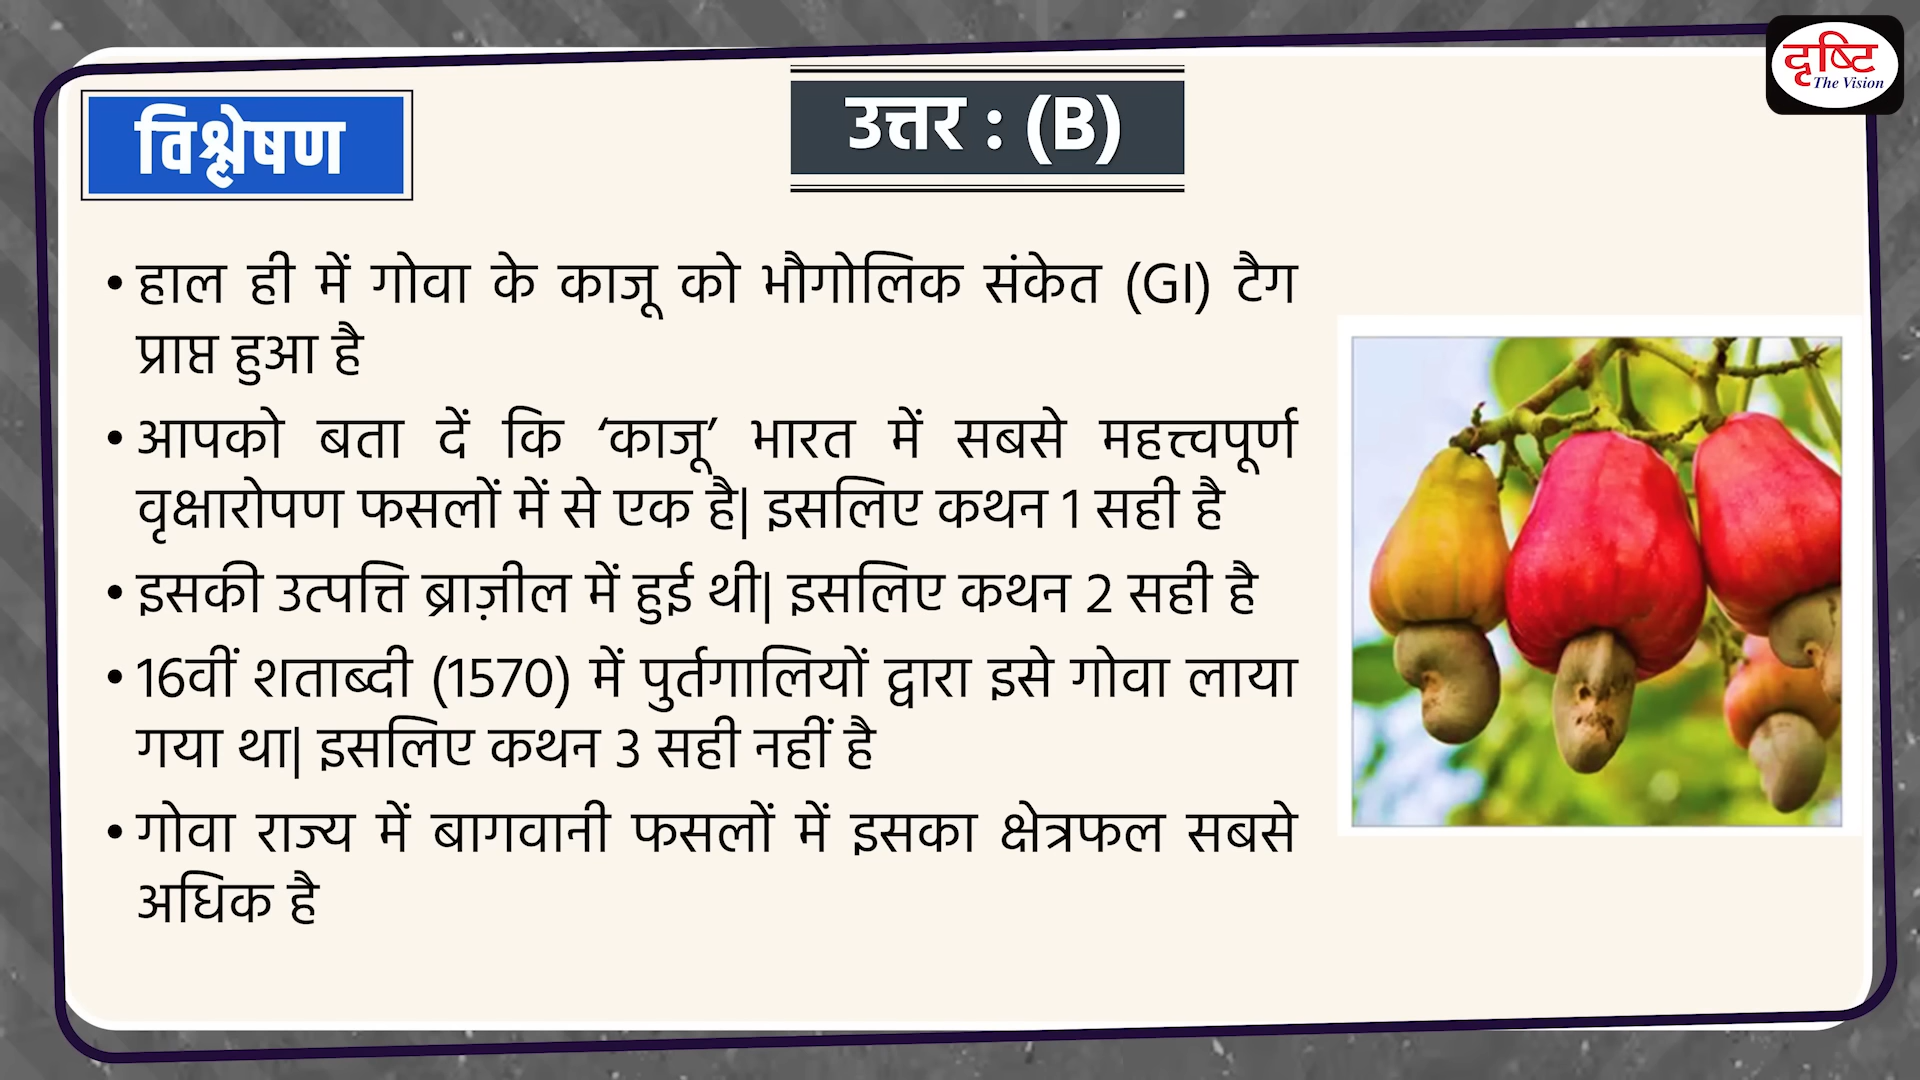 दृष्टि
The Vision
विश्लेषण
उत्तर : (B)
• हाल ही में गोवा के काजू को भौगोलिक संकेत (GI) टैग
प्राप्त हुआ है
• आपको बता दें कि ‘काजू’ भारत में सबसे महत्त्वपूर्ण
वृक्षारोपण फसलों में से एक है| इसलिए कथन 1 सही है
• इसकी उत्पत्ति ब्राज़ील में हुई थी| इसलिए कथन 2 सही है
• 16वीं शताब्दी (1570) में पुर्तगालियों द्वारा इसे गोवा लाया
गया था| इसलिए कथन 3 सही नहीं है
• गोवा राज्य में बागवानी फसलों में इसका क्षेत्रफल सबसे
अधिक है